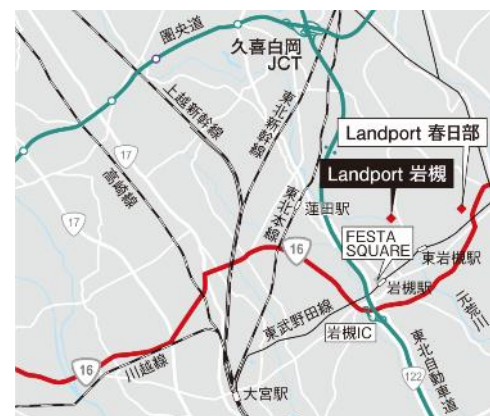 圏央道
久喜白岡
JCT
上越新幹線
東北新幹線
高崎線
17
東北本線
Landport 春日部
Landport 岩槻
蓮田駅
17
16
FESTA
SQUARE
東岩槻駅
岩槻駅
元荒川
東武野田線
岩槻IC
16
川越線
大宮駅
122
東北自動車道